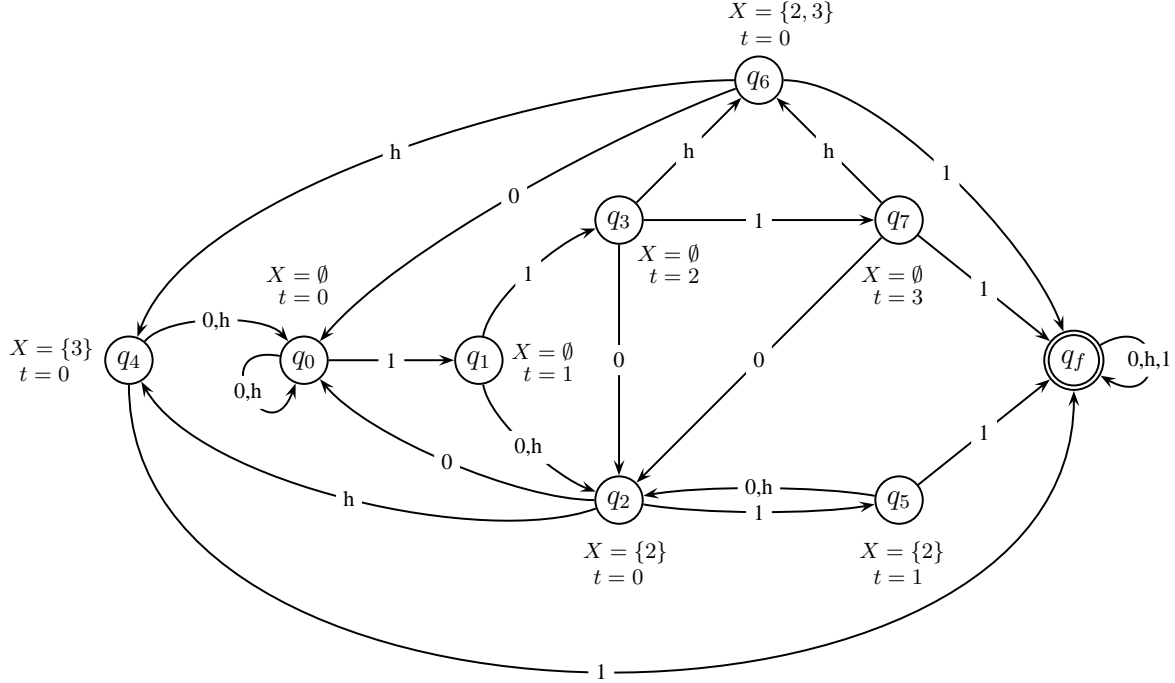 X = {2, 3}
t = 0
q6
h
h
h
1
0
q3
1
q7
X = ∅
t = 2
X = ∅
t = 3
1
1
X = ∅
t = 0
0,h
X = {3}
t = 0
q4
q0
1
q1
X = ∅
t = 1
0
0
qf
0,h,1
0,h
0,h
1
0
h
q2
0,h
1
q5
X = {2}
t = 0
X = {2}
t = 1
1